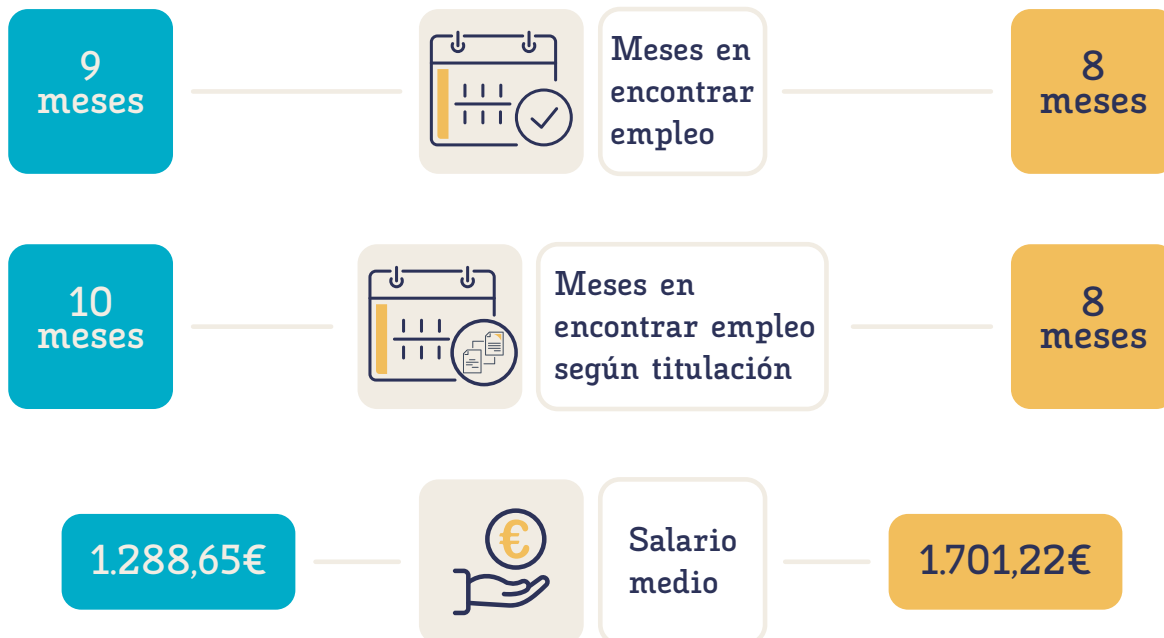 9
meses
Meses en
encontrar
empleo
8
meses
10
meses
Meses en
encontrar empleo
según titulación
8
meses
1.288,65€
€
Salario
medio
1.701,22€